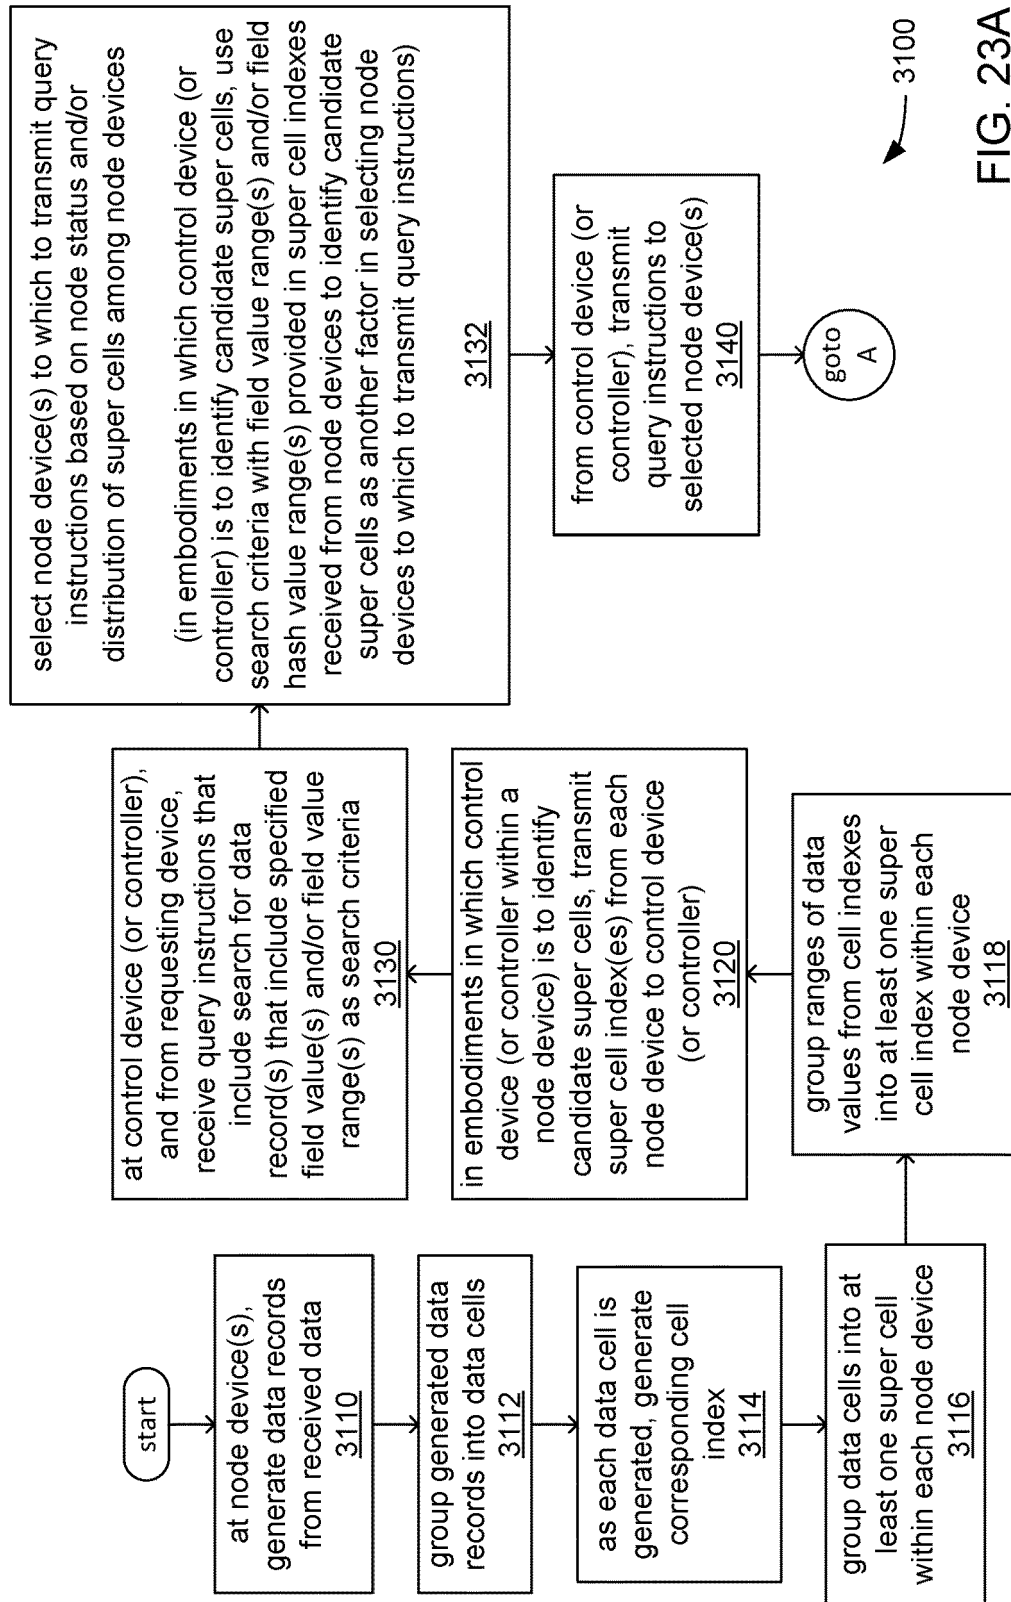 start
at node device(s),
generate data records
from received data
3110
group generated data
records into data cells
3112
as each data cell is
generated, generate
corresponding cell
index
3114
group data cells into at
least one super cell
within each node device
3116
group ranges of data
values from cell indexes
into at least one super
cell index within each
node device
3118
in embodiments in which control
device (or controller within a
node device) is to identify
candidate super cells, transmit
super cell index(es) from each
node device to control device
(or controller)
3120
at control device (or controller),
and from requesting device,
receive query instructions that
include search for data
record(s) that include specified
field value(s) and/or field value
range(s) as search criteria
3130
select node device(s) to which to transmit query
instructions based on node status and/or
distribution of super cells among node devices
(in embodiments in which control device (or
controller) is to identify candidate super cells, use
search criteria with field value range(s) and/or field
hash value range(s) provided in super cell indexes
received from node devices to identify candidate
super cells as another factor in selecting node
devices to which to transmit query instructions)
3132
from control device (or
controller), transmit
query instructions to
selected node device(s)
3140
goto
A
3100
FIG. 23A